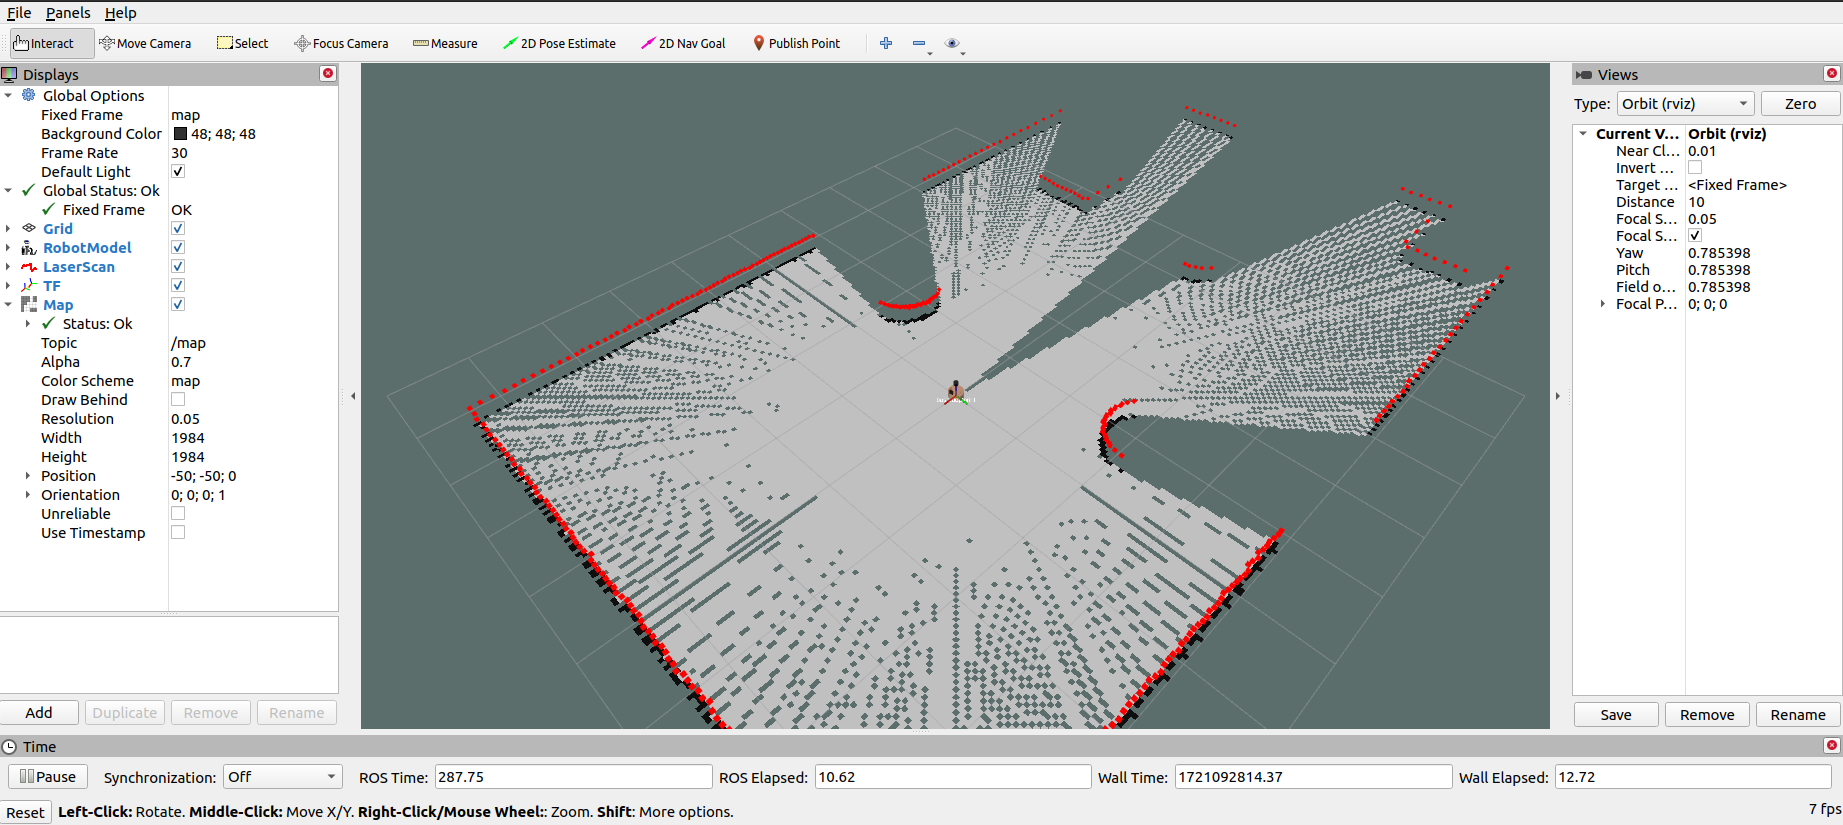 File Panels Help
Interact Move Camera Select Focus Camera Measure 2D Pose Estimate 2D Nav Goal Publish Point
Displays
Global Options
Fixed Frame map
Background Color 48; 48; 48
Frame Rate 30
Default Light
Global Status: Ok
Fixed Frame OK
Grid
RobotModel
LaserScan
TF
Map
Status: Ok
Topic /map
Alpha 0.7
Color Scheme map
Draw Behind
Resolution 0.05
Width 1984
Height 1984
Position -50; -50; 0
Orientation 0; 0; 0; 1
Unreliable
Use Timestamp
Add Duplicate Remove Rename
Views
Type: Orbit (rviz) Zero
Current V... Orbit (rviz)
Near Cl... 0.01
Invert ...
Target ... <Fixed Frame>
Distance 10
Focal S... 0.05
Focal S...
Yaw 0.785398
Pitch 0.785398
Field o... 0.785398
Focal P... 0; 0; 0
Save Remove Rename
Time
Pause Synchronization: Off ROS Time: 287.75 ROS Elapsed: 10.62 Wall Time: 1721092814.37 Wall Elapsed: 12.72
Reset Left-Click: Rotate. Middle-Click: Move X/Y. Right-Click/Mouse Wheel:: Zoom. Shift: More options. 7 fps